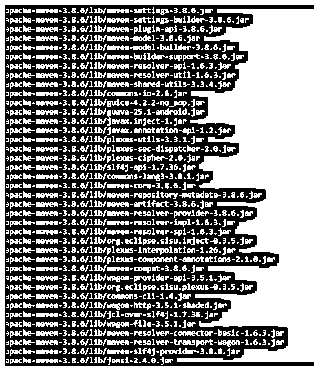 apache-maven-3.8.6/lib/maven-settings-3.8.6.jar
apache-maven-3.8.6/lib/maven-settings-builder-3.8.6.jar
apache-maven-3.8.6/lib/maven-plugin-api-3.8.6.jar
apache-maven-3.8.6/lib/maven-model-3.8.6.jar
apache-maven-3.8.6/lib/maven-model-builder-3.8.6.jar
apache-maven-3.8.6/lib/maven-builder-support-3.8.6.jar
apache-maven-3.8.6/lib/maven-resolver-api-1.6.3.jar
apache-maven-3.8.6/lib/maven-resolver-util-1.6.3.jar
apache-maven-3.8.6/lib/maven-shared-utils-3.3.4.jar
apache-maven-3.8.6/lib/commons-io-2.6.jar
apache-maven-3.8.6/lib/guice-4.2.2-no_aop.jar
apache-maven-3.8.6/lib/guava-25.1-android.jar
apache-maven-3.8.6/lib/javax.inject-1.jar
apache-maven-3.8.6/lib/javax.annotation-api-1.2.jar
apache-maven-3.8.6/lib/plexus-utils-3.3.1.jar
apache-maven-3.8.6/lib/plexus-sec-dispatcher-2.0.jar
apache-maven-3.8.6/lib/plexus-cipher-2.0.jar
apache-maven-3.8.6/lib/slf4j-api-1.7.36.jar
apache-maven-3.8.6/lib/commons-lang3-3.8.1.jar
apache-maven-3.8.6/lib/maven-core-3.8.6.jar
apache-maven-3.8.6/lib/maven-repository-metadata-3.8.6.jar
apache-maven-3.8.6/lib/maven-artifact-3.8.6.jar
apache-maven-3.8.6/lib/maven-resolver-provider-3.8.6.jar
apache-maven-3.8.6/lib/maven-resolver-impl-1.6.3.jar
apache-maven-3.8.6/lib/maven-resolver-spi-1.6.3.jar
apache-maven-3.8.6/lib/org.eclipse.sisu.inject-0.3.5.jar
apache-maven-3.8.6/lib/plexus-interpolation-1.26.jar
apache-maven-3.8.6/lib/plexus-component-annotations-2.1.0.jar
apache-maven-3.8.6/lib/maven-compat-3.8.6.jar
apache-maven-3.8.6/lib/wagon-provider-api-3.5.1.jar
apache-maven-3.8.6/lib/org.eclipse.sisu.plexus-0.3.5.jar
apache-maven-3.8.6/lib/commons-cli-1.4.jar
apache-maven-3.8.6/lib/wagon-http-3.5.1-shaded.jar
apache-maven-3.8.6/lib/jcl-over-slf4j-1.7.36.jar
apache-maven-3.8.6/lib/wagon-file-3.5.1.jar
apache-maven-3.8.6/lib/maven-resolver-connector-basic-1.6.3.jar
apache-maven-3.8.6/lib/maven-resolver-transport-wagon-1.6.3.jar
apache-maven-3.8.6/lib/maven-slf4j-provider-3.8.6.jar
apache-maven-3.8.6/lib/jansi-2.4.0.jar